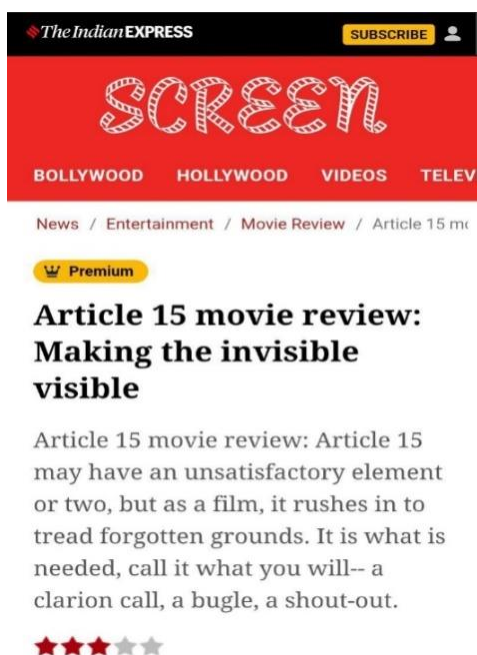 The Indian EXPRESS
SUBSCRIBE
SCREEN
BOLLYWOOD HOLLYWOOD VIDEOS TELEV
News / Entertainment / Movie Review / Article 15 mo
Premium
Article 15 movie review:
Making the invisible
visible
Article 15 movie review: Article 15
may have an unsatisfactory element
or two, but as a film, it rushes in to
tread forgotten grounds. It is what is
needed, call it what you will-- a
clarion call, a bugle, a shout-out.